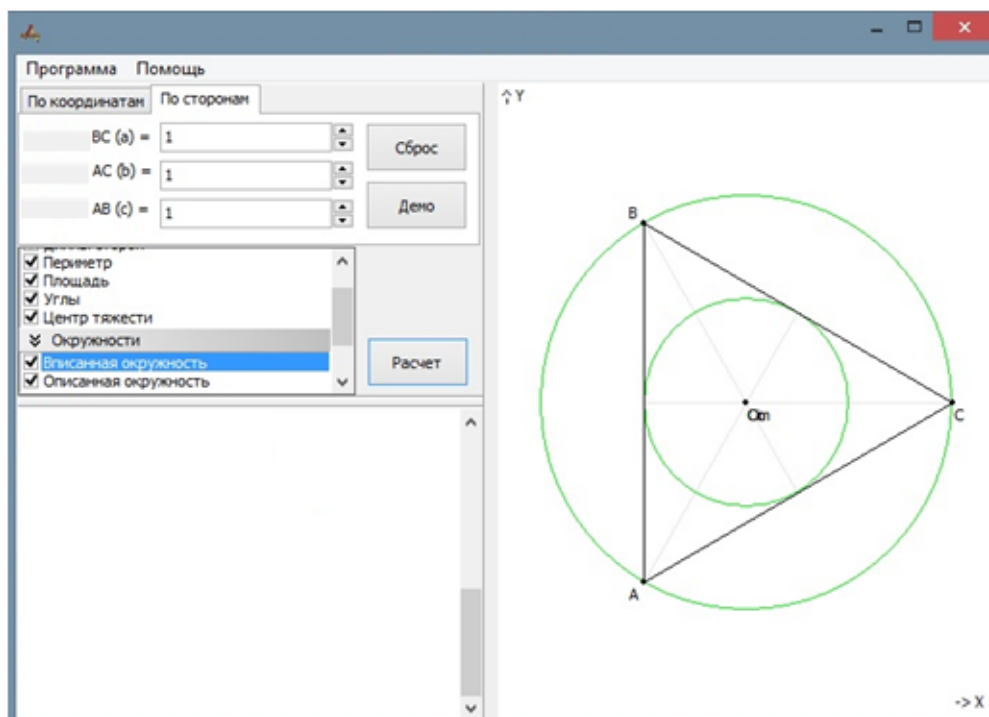 Программа Помощь
По координатам По сторонам
BC (a) = 1
AC (b) = 1
AB (c) = 1
Сброс
Демо
Периметр
Площадь
Углы
Центр тяжести
Окружности
Вписанная окружность
Описанная окружность
Расчет
Y
B
C
A
-> X